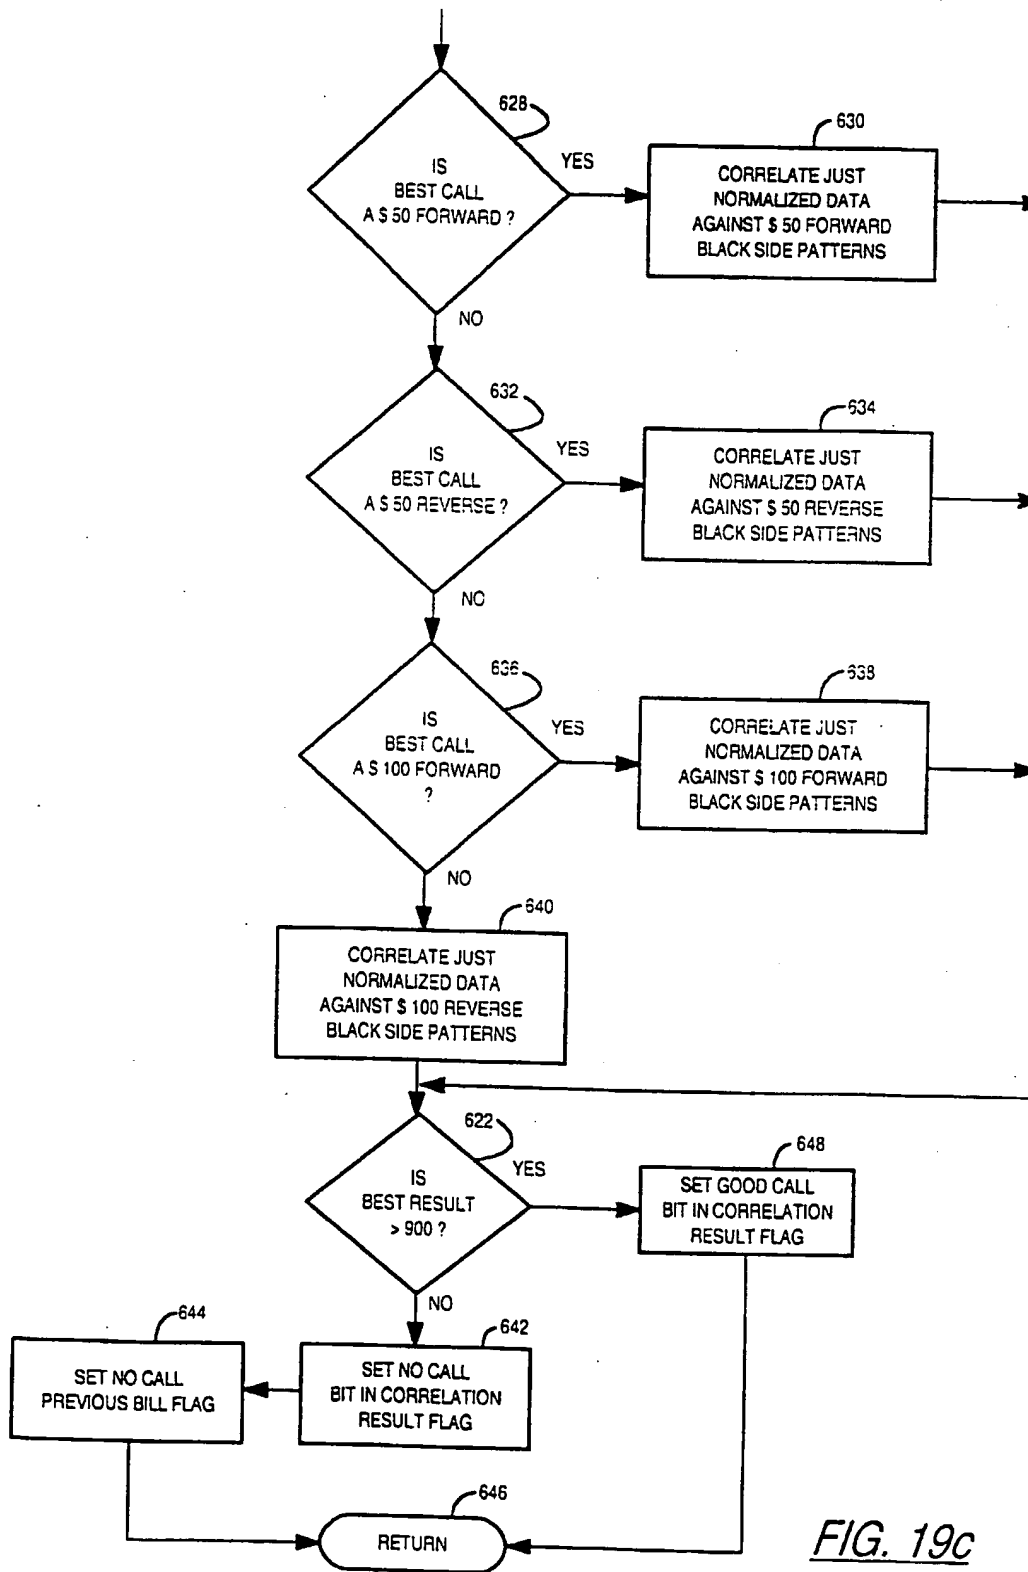 628
IS
BEST CALL
A $ 50 FORWARD ?
YES
NO
630
CORRELATE JUST
NORMALIZED DATA
AGAINST $ 50 FORWARD
BLACK SIDE PATTERNS
632
IS
BEST CALL
A $ 50 REVERSE ?
YES
NO
634
CORRELATE JUST
NORMALIZED DATA
AGAINST $ 50 REVERSE
BLACK SIDE PATTERNS
636
IS
BEST CALL
A $ 100 FORWARD
?
YES
NO
638
CORRELATE JUST
NORMALIZED DATA
AGAINST $ 100 FORWARD
BLACK SIDE PATTERNS
640
CORRELATE JUST
NORMALIZED DATA
AGAINST $ 100 REVERSE
BLACK SIDE PATTERNS
622
IS
BEST RESULT
> 900 ?
YES
NO
648
SET GOOD CALL
BIT IN CORRELATION
RESULT FLAG
644
SET NO CALL
PREVIOUS BILL FLAG
642
SET NO CALL
BIT IN CORRELATION
RESULT FLAG
646
RETURN
FIG. 19c